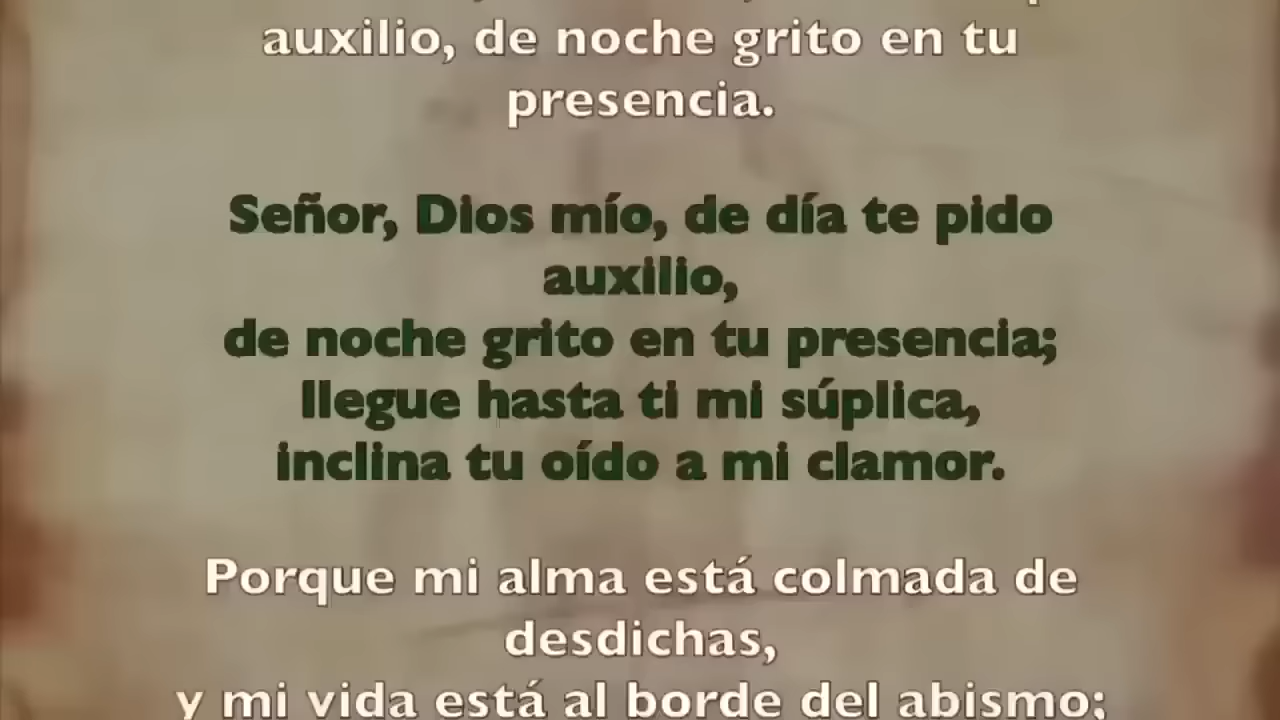 auxilio, de noche grito en tu
presencia.
Señor, Dios mío, de día te pido
auxilio,
de noche grito en tu presencia;
llegue hasta ti mi súplica,
inclina tu oído a mi clamor.
Porque mi alma está colmada de
desdichas,
y mi vida está al borde del abismo;